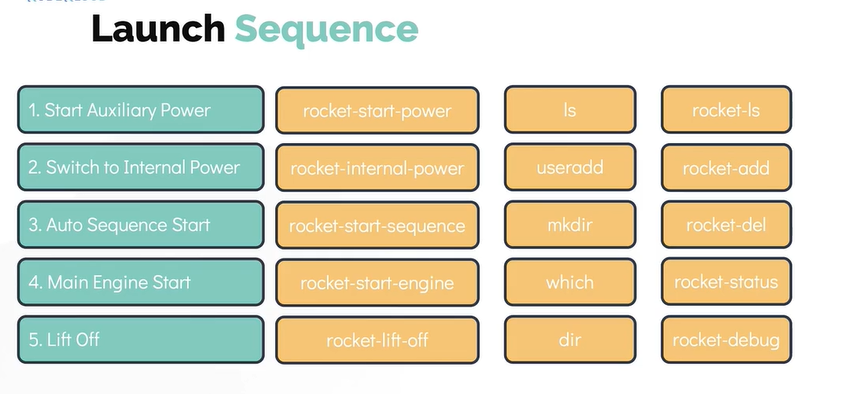 Launch Sequence
1. Start Auxiliary Power rocket-start-power ls rocket-ls
2. Switch to Internal Power rocket-internal-power useradd rocket-add
3. Auto Sequence Start rocket-start-sequence mkdir rocket-del
4. Main Engine Start rocket-start-engine which rocket-status
5. Lift Off rocket-lift-off dir rocket-debug